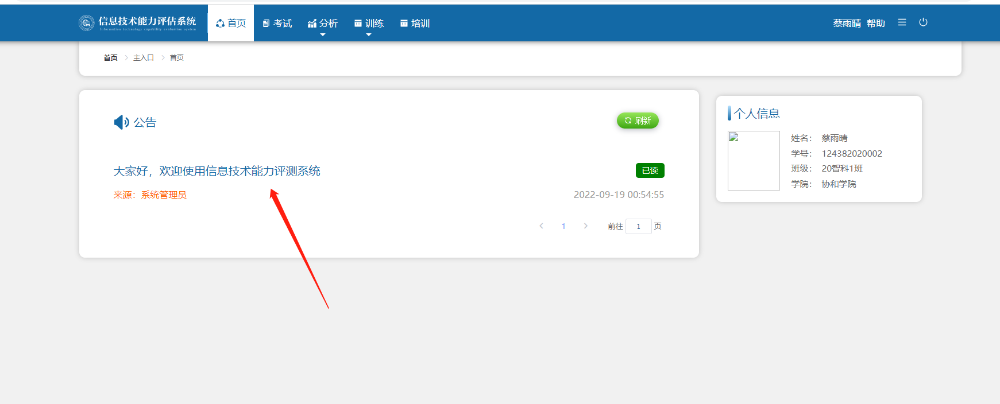 信息技术能力评估系统
Information technology capability evaluation system
首页 考试 分析 训练 培训
蔡雨晴 帮助
首页 > 主入口 > 首页
公告
刷新
大家好，欢迎使用信息技术能力评测系统
已读
来源：系统管理员
2022-09-19 00:54:55
< 1 > 前往 1 页
个人信息
姓名： 蔡雨晴
学号： 124382020002
班级： 20智科1班
学院： 协和学院